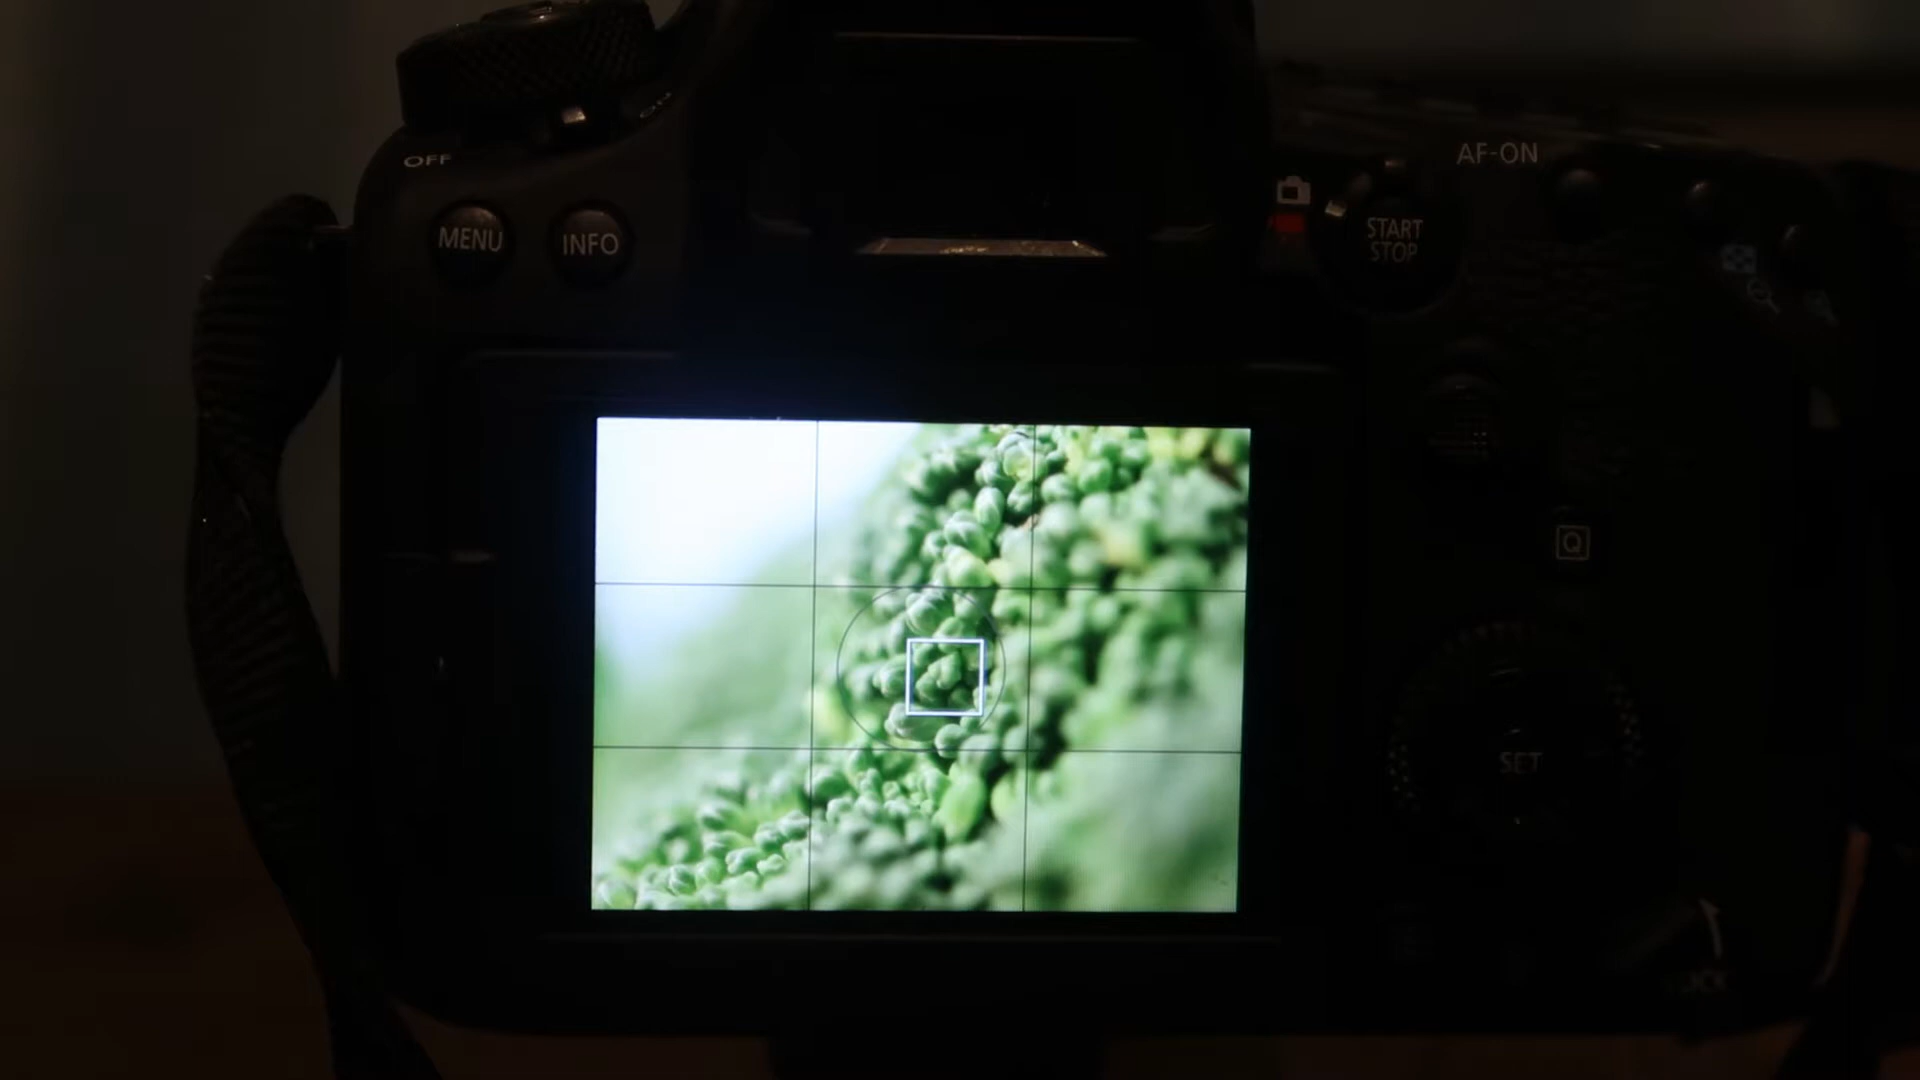 OFF
MENU
INFO
AF-ON
START
STOP
Q
SET